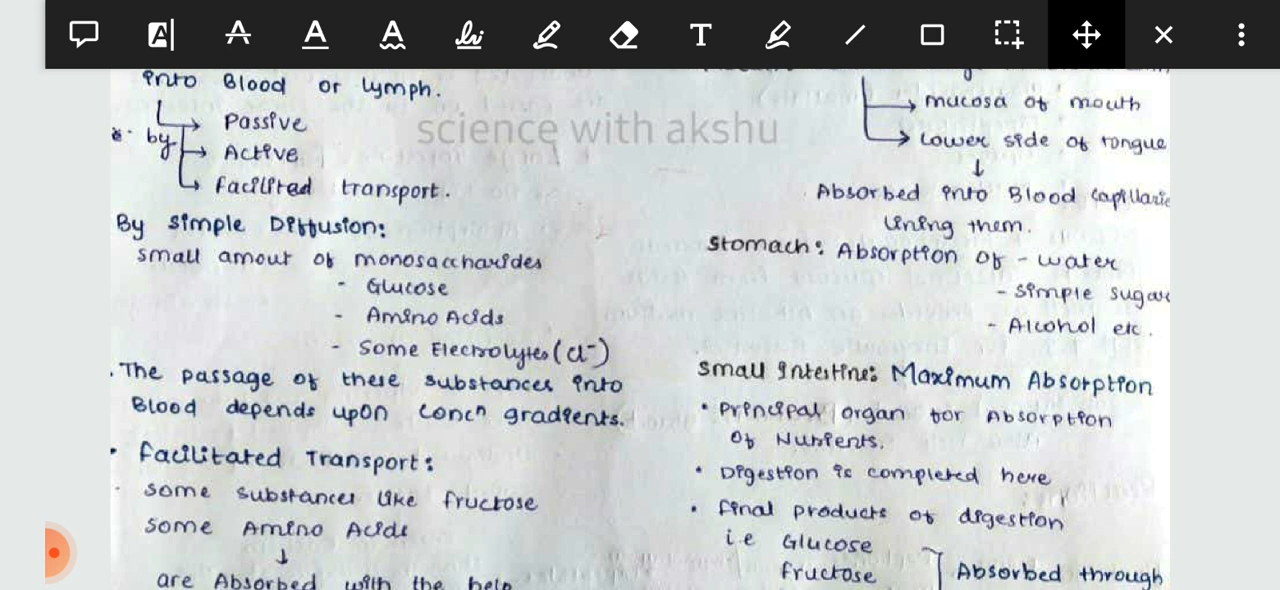 into Blood or lymph.
by
Passive
Active
facilited transport.
By simple Diffusion:
small amout of monosaccharides
- Glucose
- Amino Acids
- Some Electrolytes (Cl⁻)
. The passage of these substances into
Blood depends upon concⁿ gradients.
• facilitated Transport:
some substances like fructose
some Amino Acids
↓
are Absorbed with the help
science with akshu
→ mucosa of mouth
→ Lower side of tongue
↓
Absorbed into Blood capillarie
lining them.
Stomach: Absorption of - water
- simple sugar
- Alcohol etc.
small Intestine: Maximum Absorption
• principal organ for Absorption
of Nutrients.
• Digestion is completed here
• final products of digestion
i.e Glucose
fructose
Absorbed through